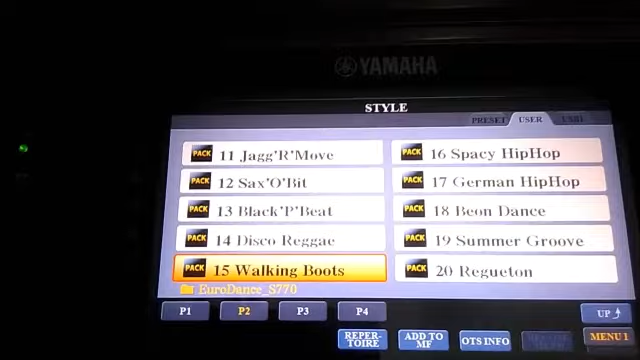 YAMAHA
STYLE
PRESET USER USB1
PACK 11 Jagg'R'Move
PACK 12 Sax'O'Bit
PACK 13 Black'P'Beat
PACK 14 Disco Reggae
PACK 15 Walking Boots
PACK 16 Spacy HipHop
PACK 17 German HipHop
PACK 18 Beon Dance
PACK 19 Summer Groove
PACK 20 Regueton
EuroDance_S770
P1 P2 P3 P4 UP
REPER-
TOIRE
ADD TO
MF
OTS INFO
MENU 1